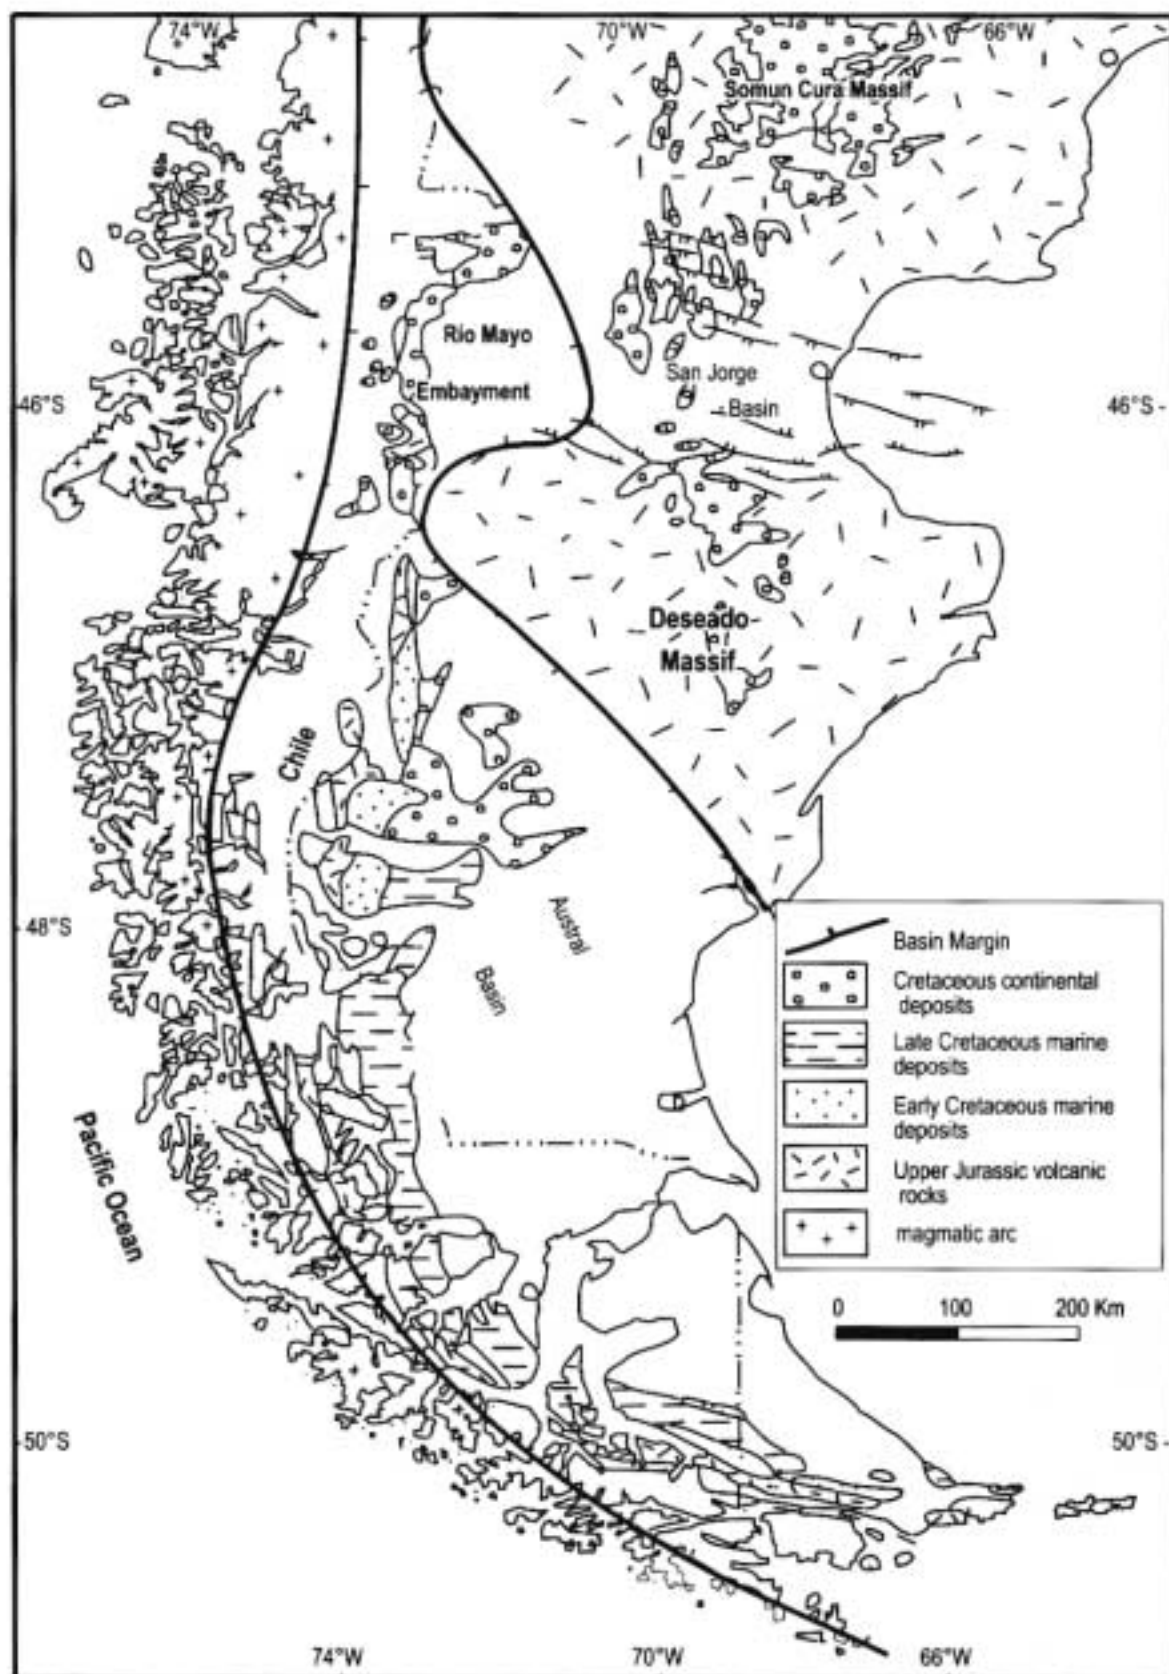 74°W 70°W 66°W
Somun Cura Massif
Rio Mayo
Embayment
San Jorge
Basin
46°S 46°S
Deseado
Massif
Chile
Austral
Basin
48°S
Basin Margin
Cretaceous continental
deposits
Late Cretaceous marine
deposits
Early Cretaceous marine
deposits
Upper Jurassic volcanic
rocks
magmatic arc
Pacific Ocean
0 100 200 Km
50°S 50°S
74°W 70°W 66°W